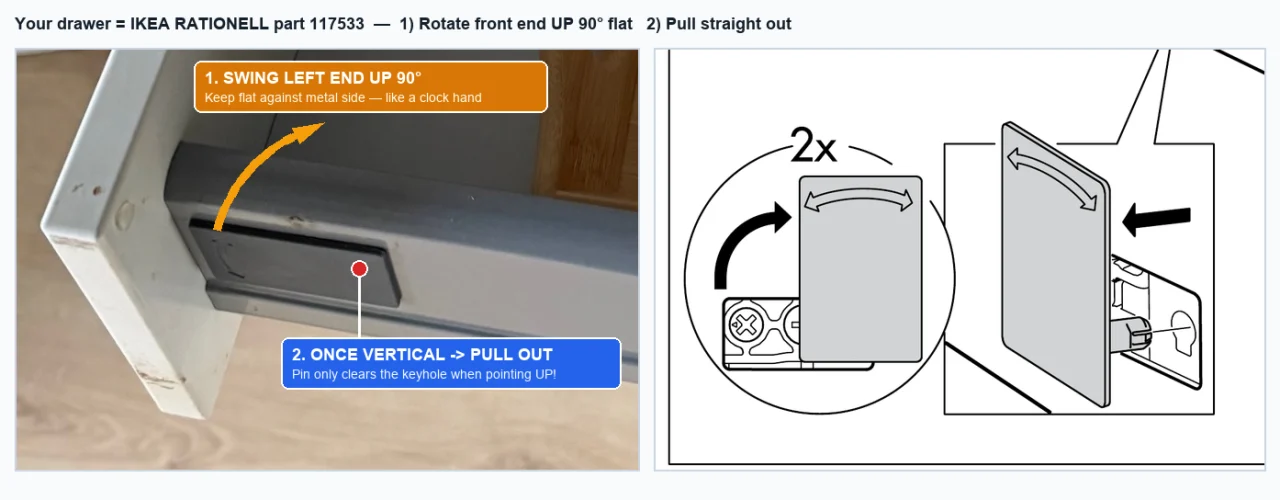 Your drawer = IKEA RATIONELL part 117533 — 1) Rotate front end UP 90° flat 2) Pull straight out
1. SWING LEFT END UP 90°
Keep flat against metal side — like a clock hand
2. ONCE VERTICAL -> PULL OUT
Pin only clears the keyhole when pointing UP!
2x